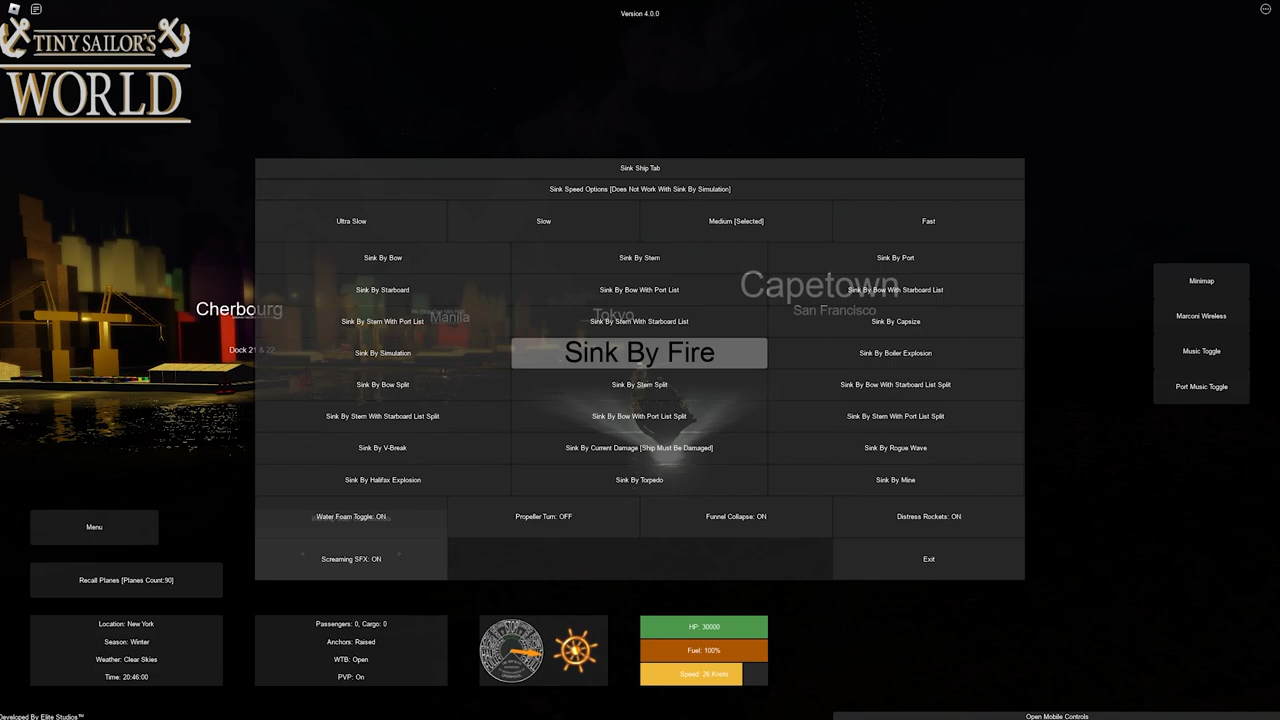 Version 4.0.0
TINY SAILOR'S
WORLD
Sink Ship Tab
Sink Speed Options [Does Not Work With Sink By Simulation]
Ultra Slow
Slow
Medium [Selected]
Fast
Sink By Bow
Sink By Stern
Sink By Port
Sink By Starboard
Sink By Bow With Port List
Sink By Bow With Starboard List
Capetown
San Francisco
Cherbourg
Manila
Tokyo
Sink By Stern With Port List
Sink By Stern With Starboard List
Sink By Capsize
Dock 21 & 22
Sink By Simulation
Sink By Fire
Sink By Boiler Explosion
Sink By Bow Split
Sink By Stern Split
Sink By Bow With Starboard List Split
Sink By Stern With Starboard List Split
Sink By Bow With Port List Split
Sink By Stern With Port List Split
Sink By V-Break
Sink By Current Damage [Ship Must Be Damaged]
Sink By Rogue Wave
Sink By Halifax Explosion
Sink By Torpedo
Sink By Mine
Water Foam Toggle: ON
Propeller Turn: OFF
Funnel Collapse: ON
Distress Rockets: ON
Screaming SFX: ON
Exit
Minimap
Marconi Wireless
Music Toggle
Port Music Toggle
Menu
Recall Planes [Planes Count:90]
Location: New York
Season: Winter
Weather: Clear Skies
Time: 20:46:00
Passengers: 0, Cargo: 0
Anchors: Raised
WTB: Open
PVP: On
HP: 30000
Fuel: 100%
Speed: 26 Knots
Developed By Elite Studios™
Open Mobile Controls